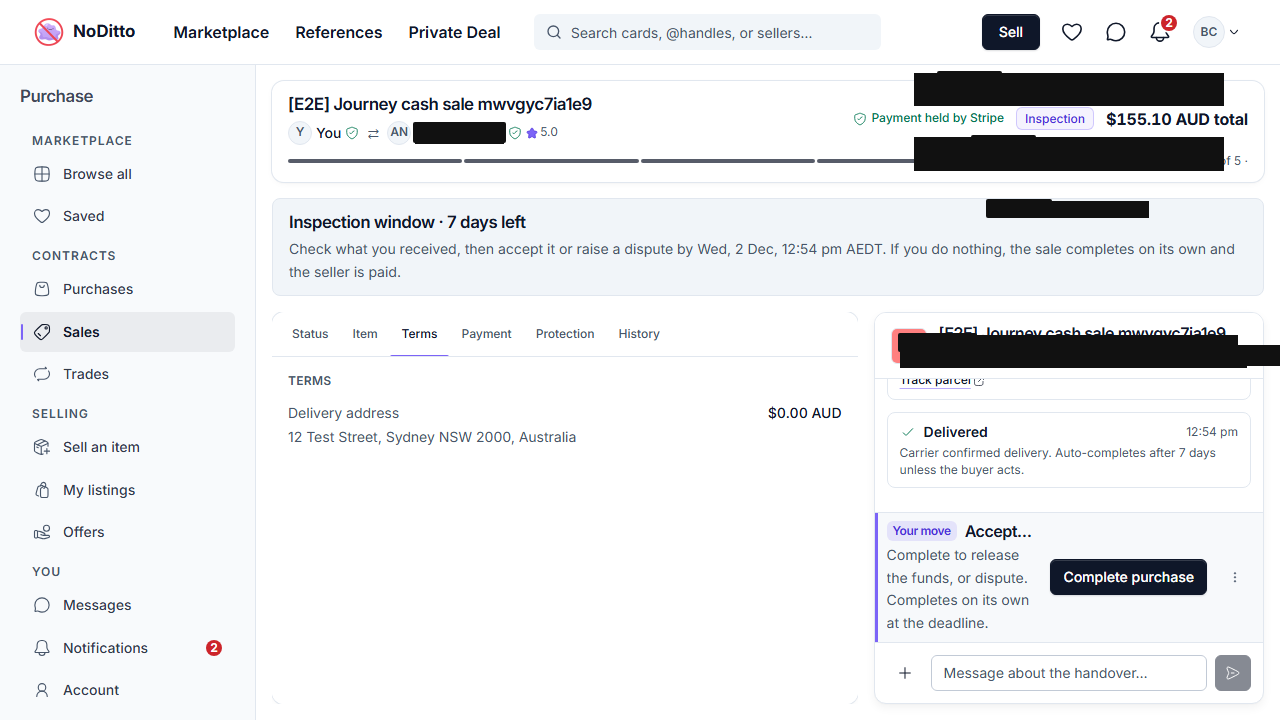 NoDitto
Marketplace
References
Private Deal
Search cards, @handles, or sellers...
Sell
2
BC
Purchase
MARKETPLACE
Browse all
Saved
CONTRACTS
Purchases
Sales
Trades
SELLING
Sell an item
My listings
Offers
YOU
Messages
Notifications
2
Account
[E2E] Journey cash sale mwvgyc7ia1e9
Y You
AN
5.0
Payment held by Stripe
Inspection
$155.10 AUD total
of 5 ·
Inspection window · 7 days left
Check what you received, then accept it or raise a dispute by Wed, 2 Dec, 12:54 pm AEDT. If you do nothing, the sale completes on its own and
the seller is paid.
Status
Item
Terms
Payment
Protection
History
TERMS
Delivery address
$0.00 AUD
12 Test Street, Sydney NSW 2000, Australia
[E2E] Journey cash sale mwvgyc7ia1e9
Track parcel
Delivered
12:54 pm
Carrier confirmed delivery. Auto-completes after 7 days
unless the buyer acts.
Your move
Accept...
Complete to release
the funds, or dispute.
Completes on its own
at the deadline.
Complete purchase
Message about the handover...